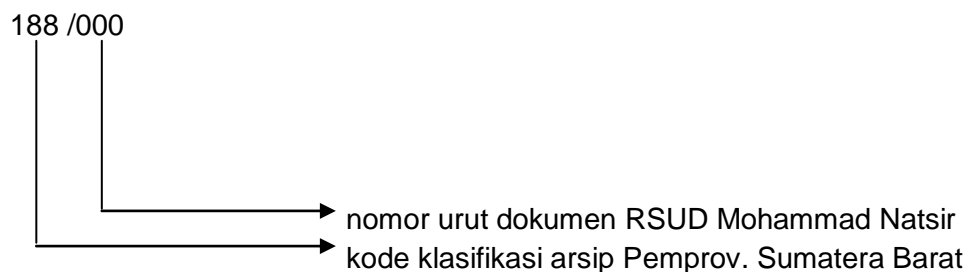 188 /000
nomor urut dokumen RSUD Mohammad Natsir
kode klasifikasi arsip Pemprov. Sumatera Barat